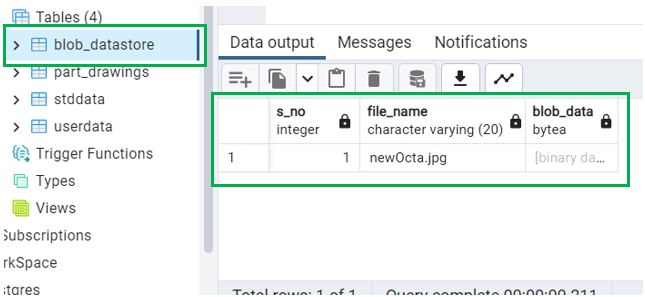 Tables (4)
blob_datastore
part_drawings
stddata
userdata
Trigger Functions
Types
Views
Subscriptions
rkSpace
stgres
Data output Messages Notifications
s_no file_name blob_data
integer character varying (20) bytea
1 1 newOcta.jpg [binary da...
Total rows: 1 of 1 Query complete 00:00:00.211